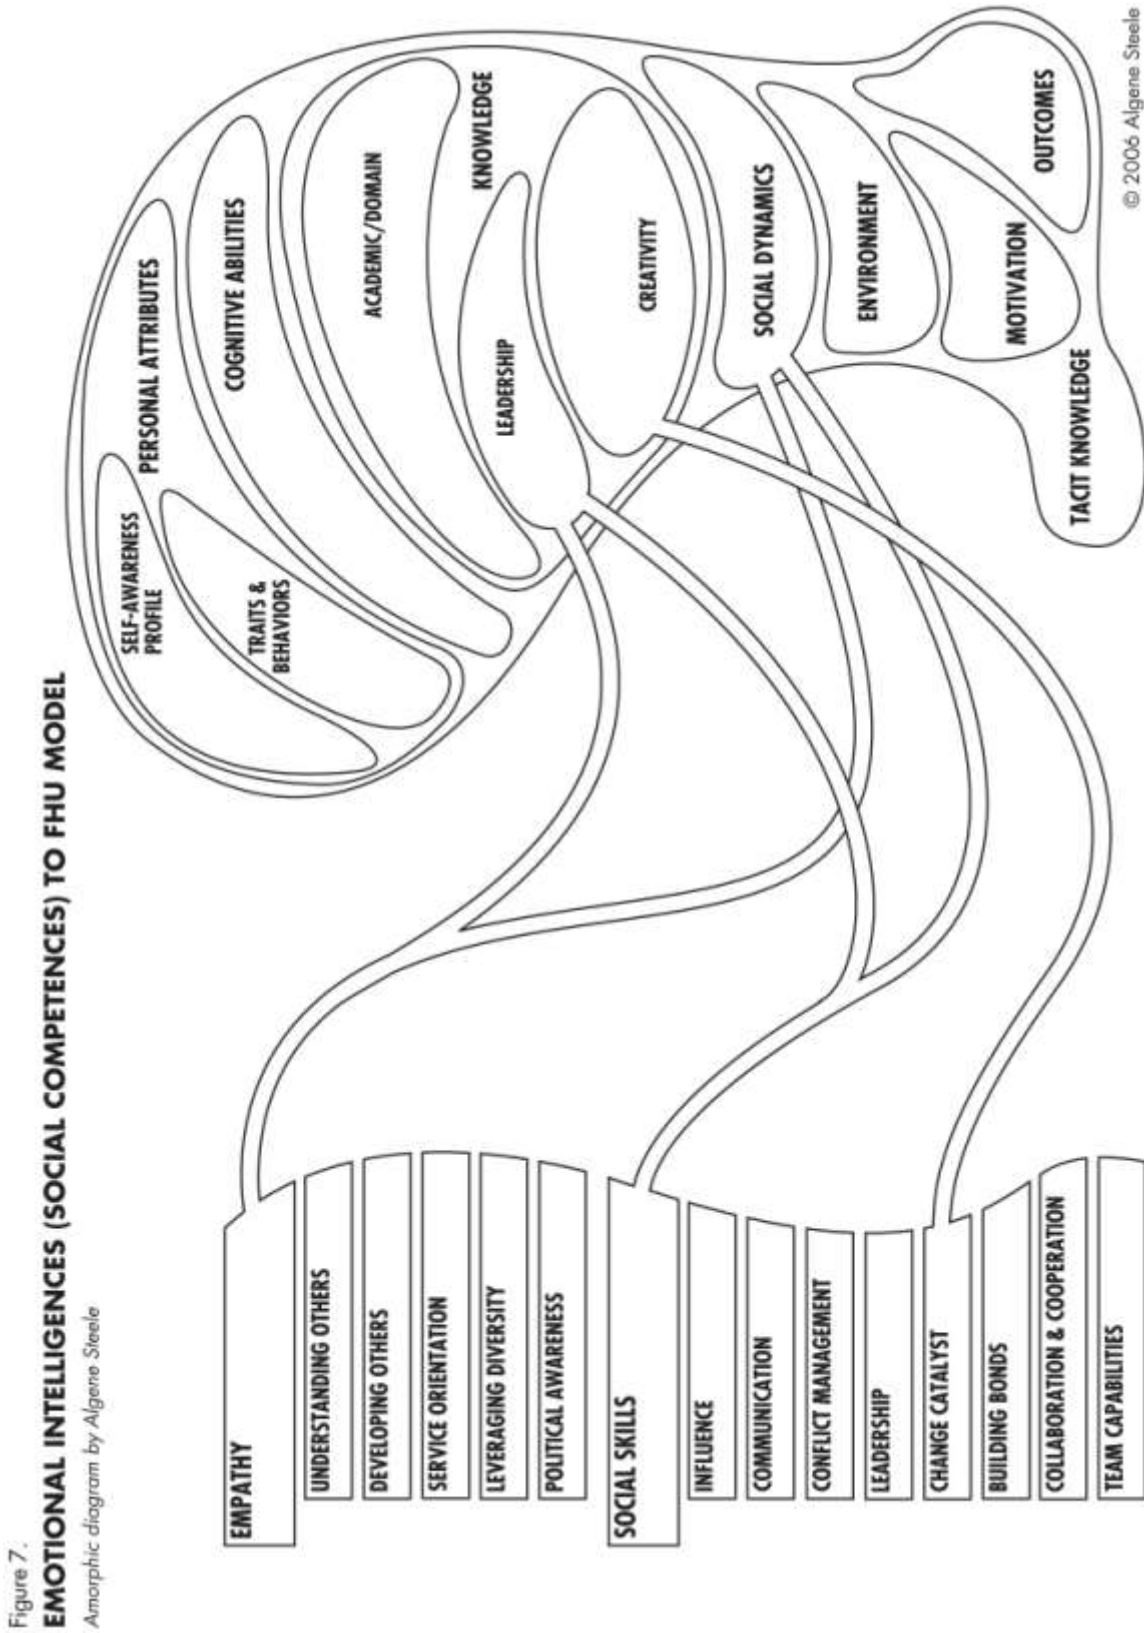 Figure 7.
EMOTIONAL INTELLIGENCES (SOCIAL COMPETENCES) TO FHU MODEL
Amorphic diagram by Algene Steele
EMPATHY
UNDERSTANDING OTHERS
DEVELOPING OTHERS
SERVICE ORIENTATION
LEVERAGING DIVERSITY
POLITICAL AWARENESS
SOCIAL SKILLS
INFLUENCE
COMMUNICATION
CONFLICT MANAGEMENT
LEADERSHIP
CHANGE CATALYST
BUILDING BONDS
COLLABORATION & COOPERATION
TEAM CAPABILITIES
SELF-AWARENESS
PROFILE
PERSONAL ATTRIBUTES
TRAITS &
BEHAVIORS
COGNITIVE ABILITIES
ACADEMIC/DOMAIN
KNOWLEDGE
LEADERSHIP
CREATIVITY
SOCIAL DYNAMICS
ENVIRONMENT
MOTIVATION
OUTCOMES
TACIT KNOWLEDGE
© 2006 Algene Steele